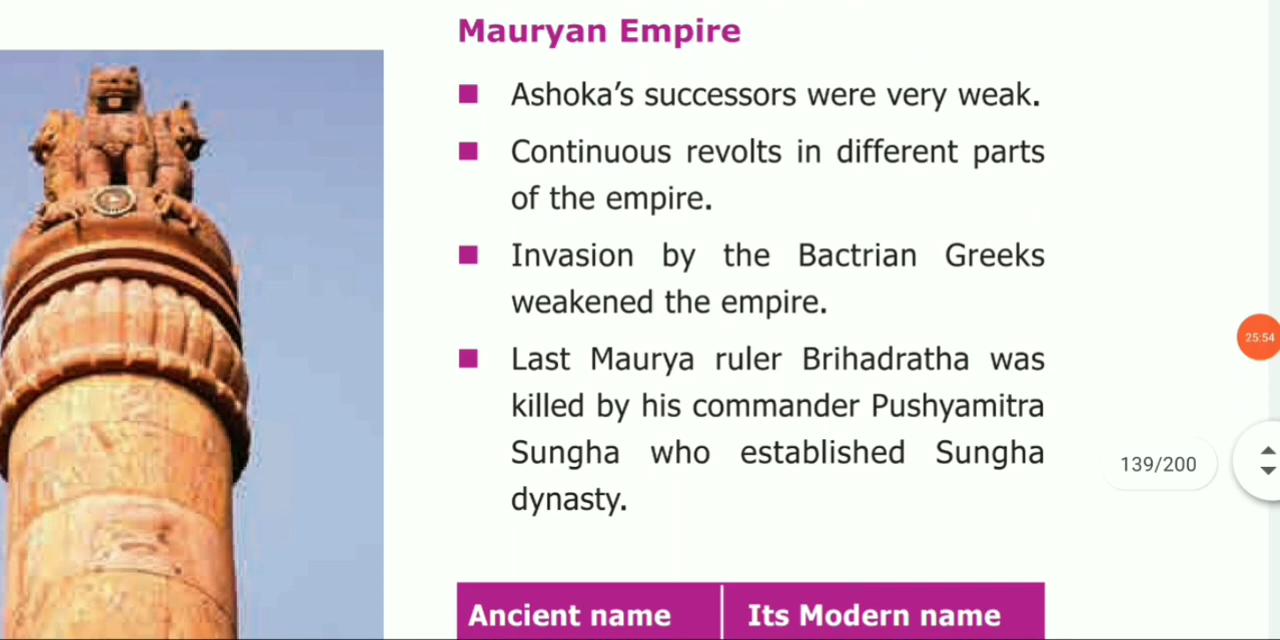 Mauryan Empire
■ Ashoka’s successors were very weak.
■ Continuous revolts in different parts
of the empire.
■ Invasion by the Bactrian Greeks
weakened the empire.
■ Last Maurya ruler Brihadratha was
killed by his commander Pushyamitra
Sungha who established Sungha
dynasty.
25:54
139/200
Ancient name Its Modern name